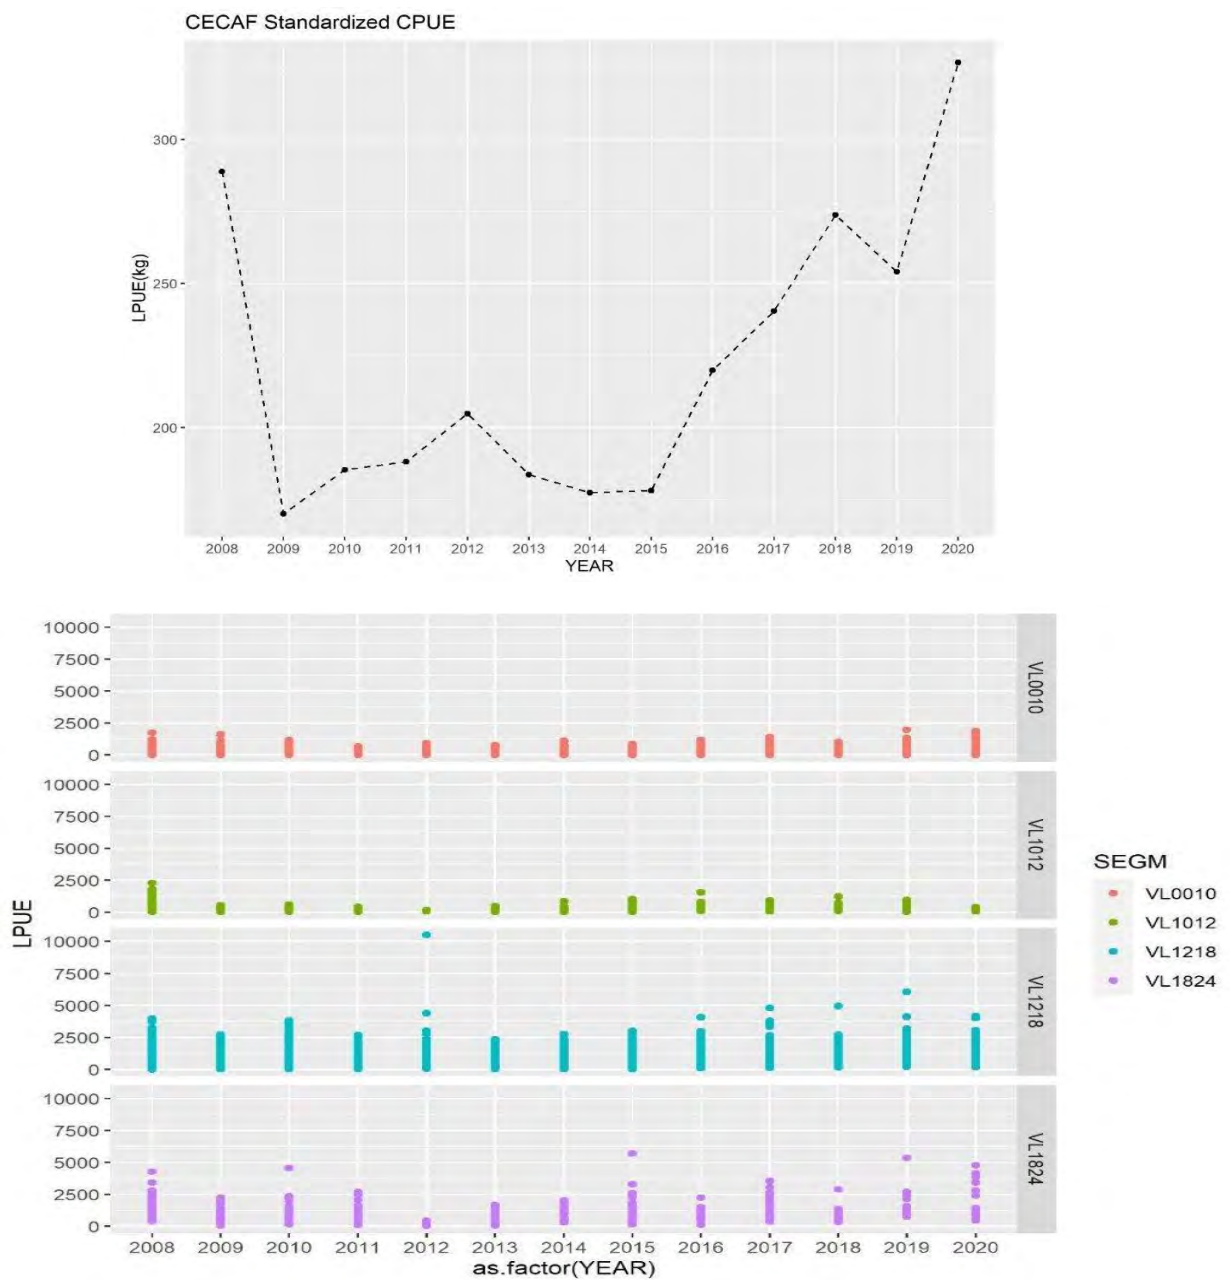 CECAF Standardized CPUE
300
250
200
LPUE(kg)
2008 2009 2010 2011 2012 2013 2014 2015 2016 2017 2018 2019 2020
YEAR
10000
7500
5000
2500
0
VL0010
10000
7500
5000
2500
0
VL1012
10000
7500
5000
2500
0
VL1218
10000
7500
5000
2500
0
VL1824
LPUE
2008 2009 2010 2011 2012 2013 2014 2015 2016 2017 2018 2019 2020
as.factor(YEAR)
SEGM
VL0010
VL1012
VL1218
VL1824